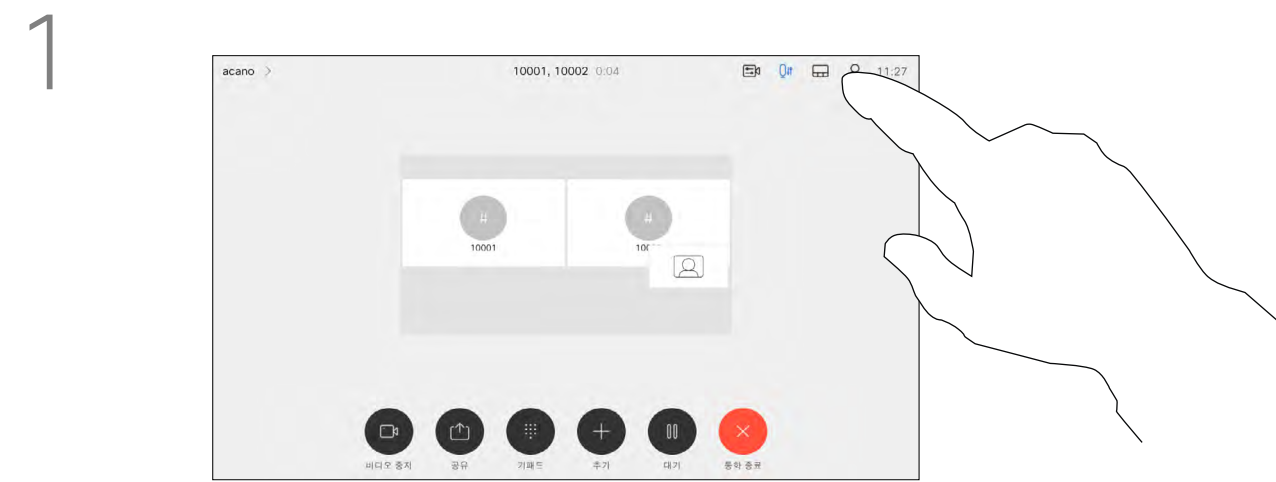 1
acano >
10001, 10002 0:04
11:27
#
#
10001
비디오 중지
공유
키패드
추가
대기
통화 종료